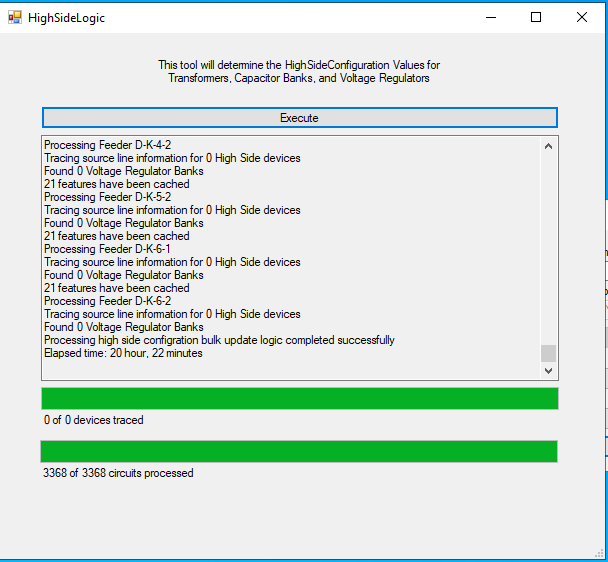 HighSideLogic
This tool will determine the HighSideConfiguration Values for
Transformers, Capacitor Banks, and Voltage Regulators
Execute
Processing Feeder D-K-4-2
Tracing source line information for 0 High Side devices
Found 0 Voltage Regulator Banks
21 features have been cached
Processing Feeder D-K-5-2
Tracing source line information for 0 High Side devices
Found 0 Voltage Regulator Banks
21 features have been cached
Processing Feeder D-K-6-1
Tracing source line information for 0 High Side devices
Found 0 Voltage Regulator Banks
21 features have been cached
Processing Feeder D-K-6-2
Tracing source line information for 0 High Side devices
Found 0 Voltage Regulator Banks
Processing high side configration bulk update logic completed successfully
Elapsed time: 20 hour, 22 minutes
0 of 0 devices traced
3368 of 3368 circuits processed